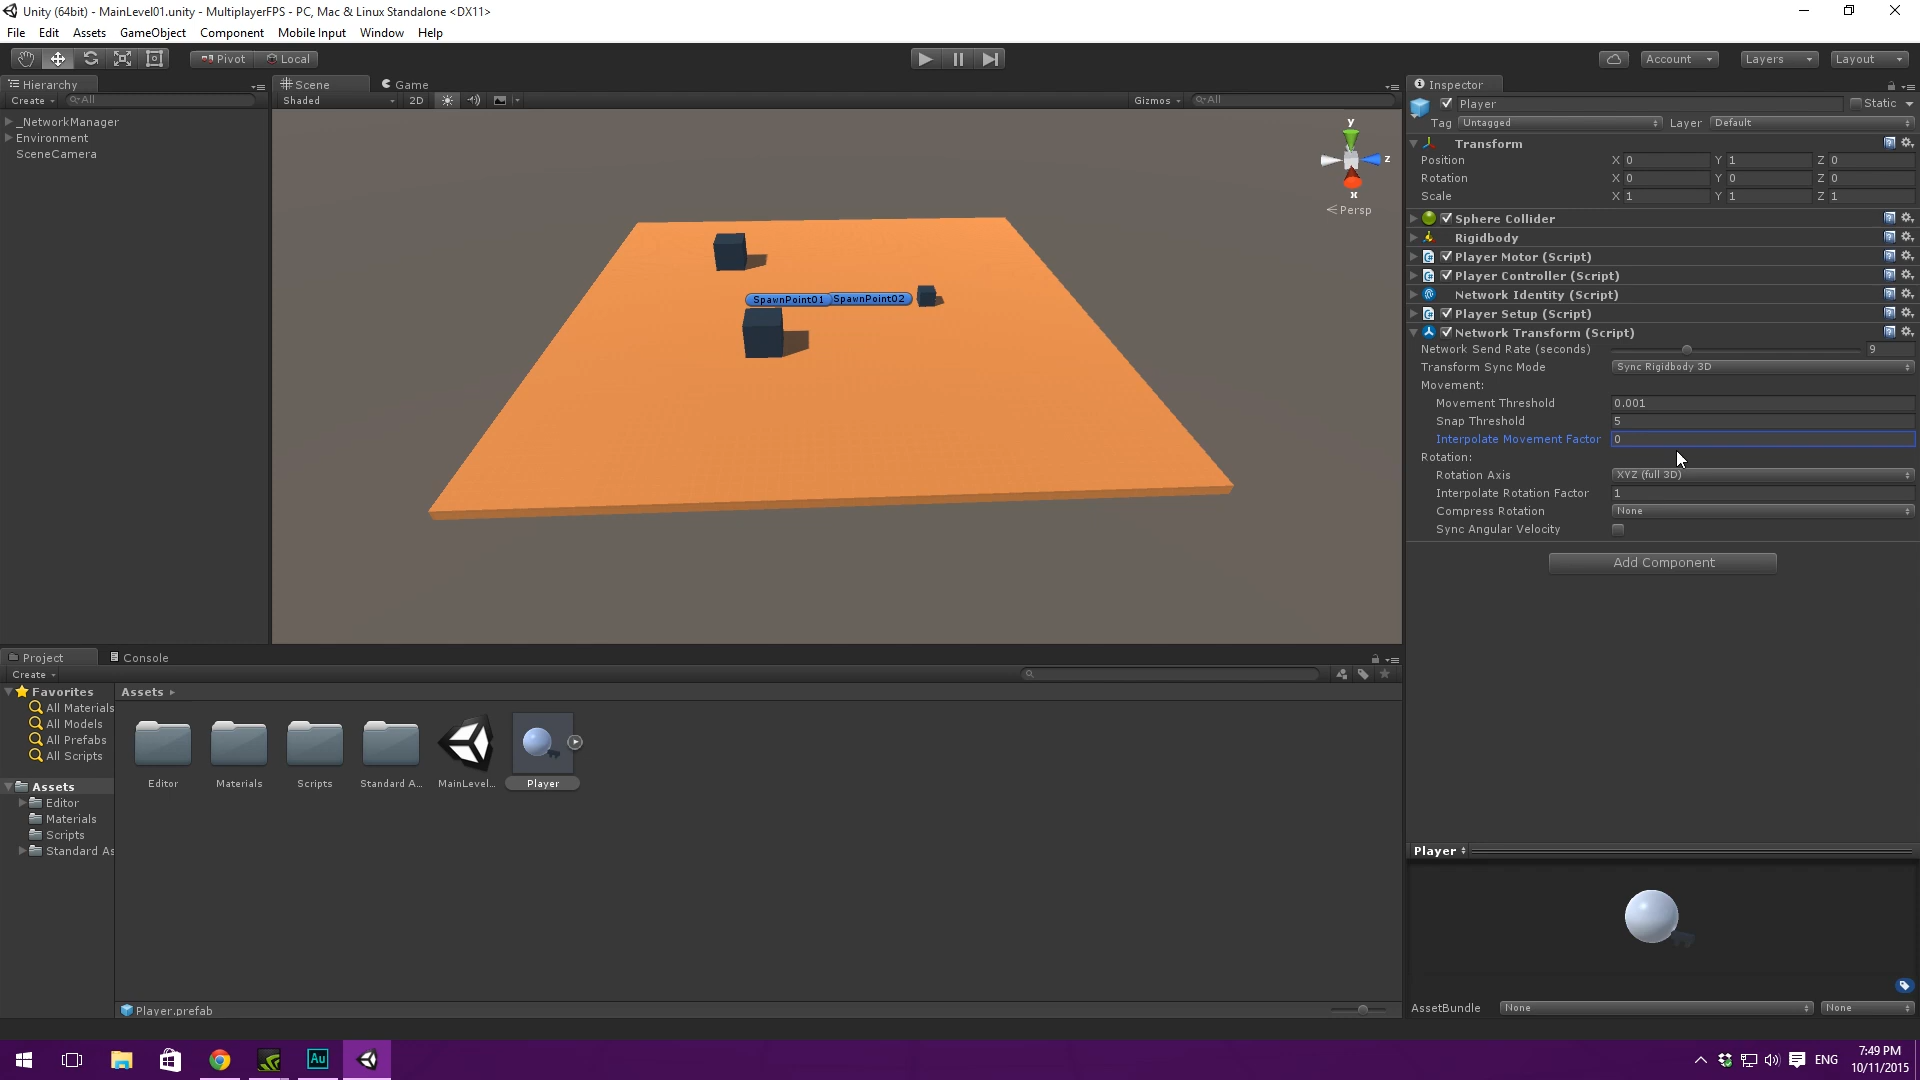 Unity (64bit) - MainLevel01.unity - MultiplayerFPS - PC, Mac & Linux Standalone <DX11>
File Edit Assets GameObject Component Mobile Input Window Help
Pivot Local Account Layers Layout
Hierarchy
Create All
_NetworkManager
Environment
SceneCamera
Scene Game
Shaded 2D Gizmos All
y
z
x
Persp
SpawnPoint01 SpawnPoint02
Inspector
Player Static
Tag Untagged Layer Default
Transform
Position X 0 Y 1 Z 0
Rotation X 0 Y 0 Z 0
Scale X 1 Y 1 Z 1
Sphere Collider
Rigidbody
Player Motor (Script)
Player Controller (Script)
Network Identity (Script)
Player Setup (Script)
Network Transform (Script)
Network Send Rate (seconds) 9
Transform Sync Mode Sync Rigidbody 3D
Movement:
Movement Threshold 0.001
Snap Threshold 5
Interpolate Movement Factor 0
Rotation:
Rotation Axis XYZ (full 3D)
Interpolate Rotation Factor 1
Compress Rotation None
Sync Angular Velocity
Add Component
Project Console
Create
Favorites
All Materials
All Models
All Prefabs
All Scripts
Assets
Editor
Materials
Scripts
Standard As
Assets
Editor Materials Scripts Standard A... MainLevel... Player
Player.prefab
Player
AssetBundle None None
Au
ENG
7:49 PM
10/11/2015